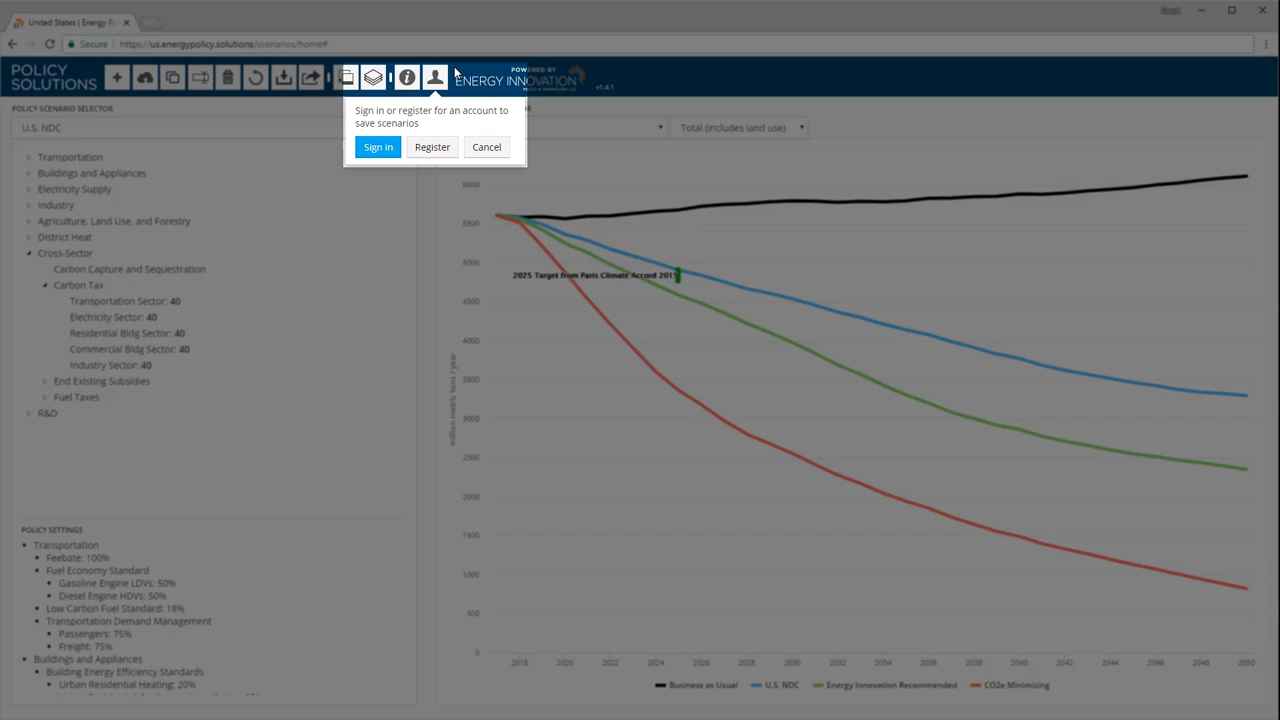 United States | Energy Po
Secure
https://us.energypolicy.solutions/scenarios/home#
POLICY
SOLUTIONS
POWERED BY
ENERGY INNOVATION
POLICY & TECHNOLOGY LLC
v1.4.1
Sign in or register for an account to
save scenarios
Sign in
Register
Cancel
POLICY SCENARIO SELECTOR
U.S. NDC
Total (includes land use)
Transportation
Buildings and Appliances
Electricity Supply
Industry
Agriculture, Land Use, and Forestry
District Heat
Cross-Sector
Carbon Capture and Sequestration
Carbon Tax
Transportation Sector: 40
Electricity Sector: 40
Residential Bldg Sector: 40
Commercial Bldg Sector: 40
Industry Sector: 40
End Existing Subsidies
Fuel Taxes
R&D
POLICY SETTINGS
Transportation
Feebate: 100%
Fuel Economy Standard
Gasoline Engine LDVs: 50%
Diesel Engine HDVs: 50%
Low Carbon Fuel Standard: 18%
Transportation Demand Management
Passengers: 75%
Freight: 75%
Buildings and Appliances
Building Energy Efficiency Standards
Urban Residential Heating: 20%
million metric tons / year
6000
5500
5000
4500
4000
3500
3000
2500
2000
1500
1000
500
0
2025 Target from Paris Climate Accord 2015
2018 2020 2022 2024 2026 2028 2030 2032 2034 2036 2038 2040 2042 2044 2046 2048 2050
Business as Usual
U.S. NDC
Energy Innovation Recommended
CO2e Minimizing